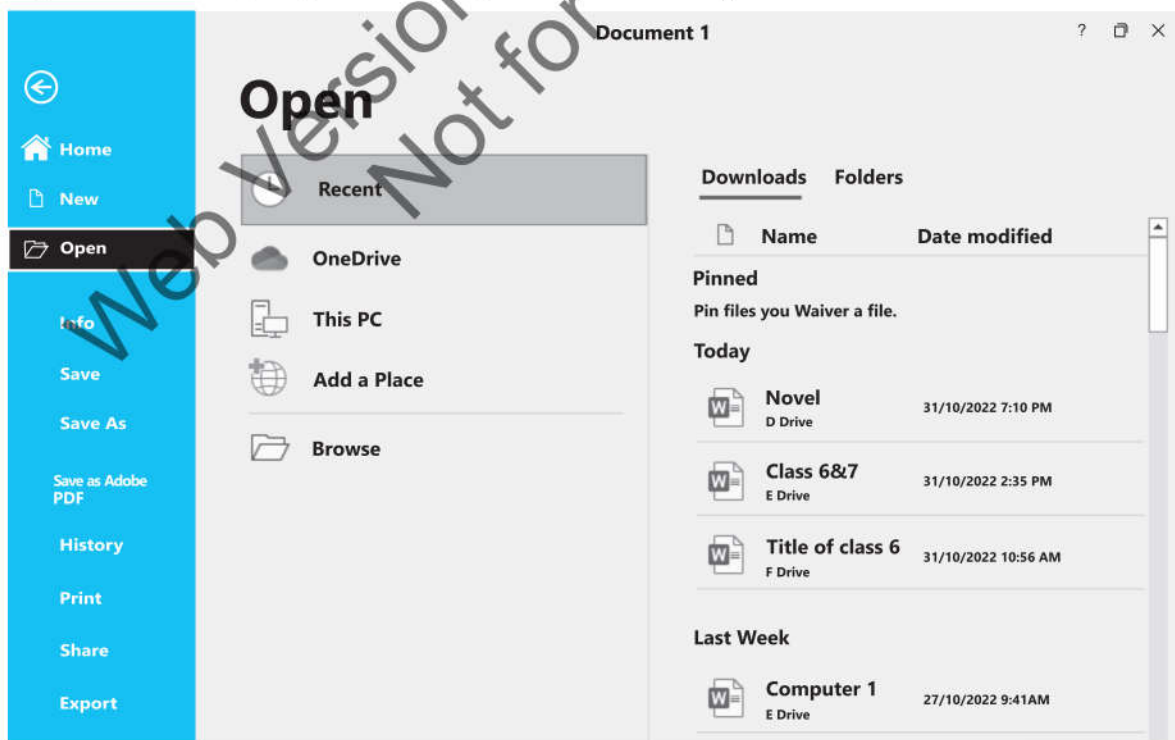 Document 1
?
Open
Home
New
Open
Info
Save
Save As
Save as Adobe
PDF
History
Print
Share
Export
Recent
OneDrive
This PC
Add a Place
Browse
Downloads Folders
Name Date modified
Pinned
Pin files you Waiver a file.
Today
Novel
D Drive
31/10/2022 7:10 PM
Class 6&7
E Drive
31/10/2022 2:35 PM
Title of class 6
F Drive
31/10/2022 10:56 AM
Last Week
Computer 1
E Drive
27/10/2022 9:41AM
Web Version
Not for